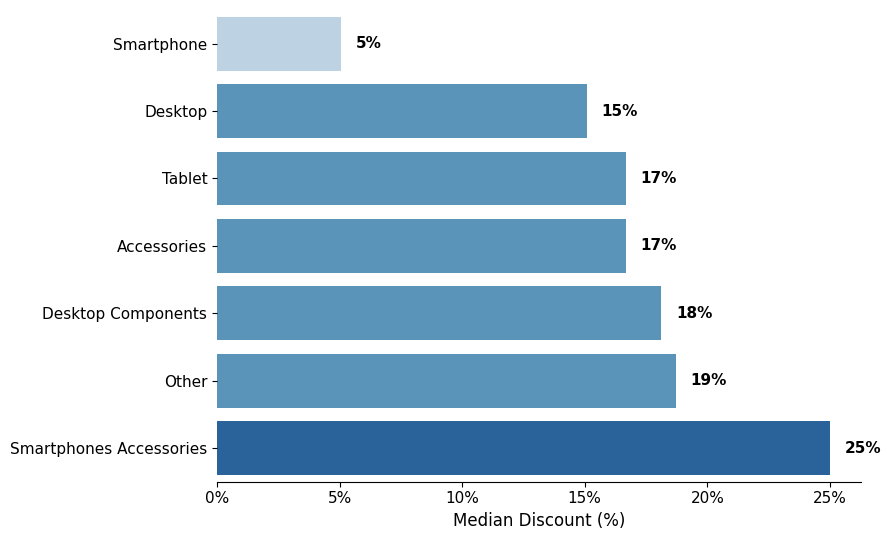 Smartphone 5%
Desktop 15%
Tablet 17%
Accessories 17%
Desktop Components 18%
Other 19%
Smartphones Accessories 25%
0% 5% 10% 15% 20% 25%
Median Discount (%)